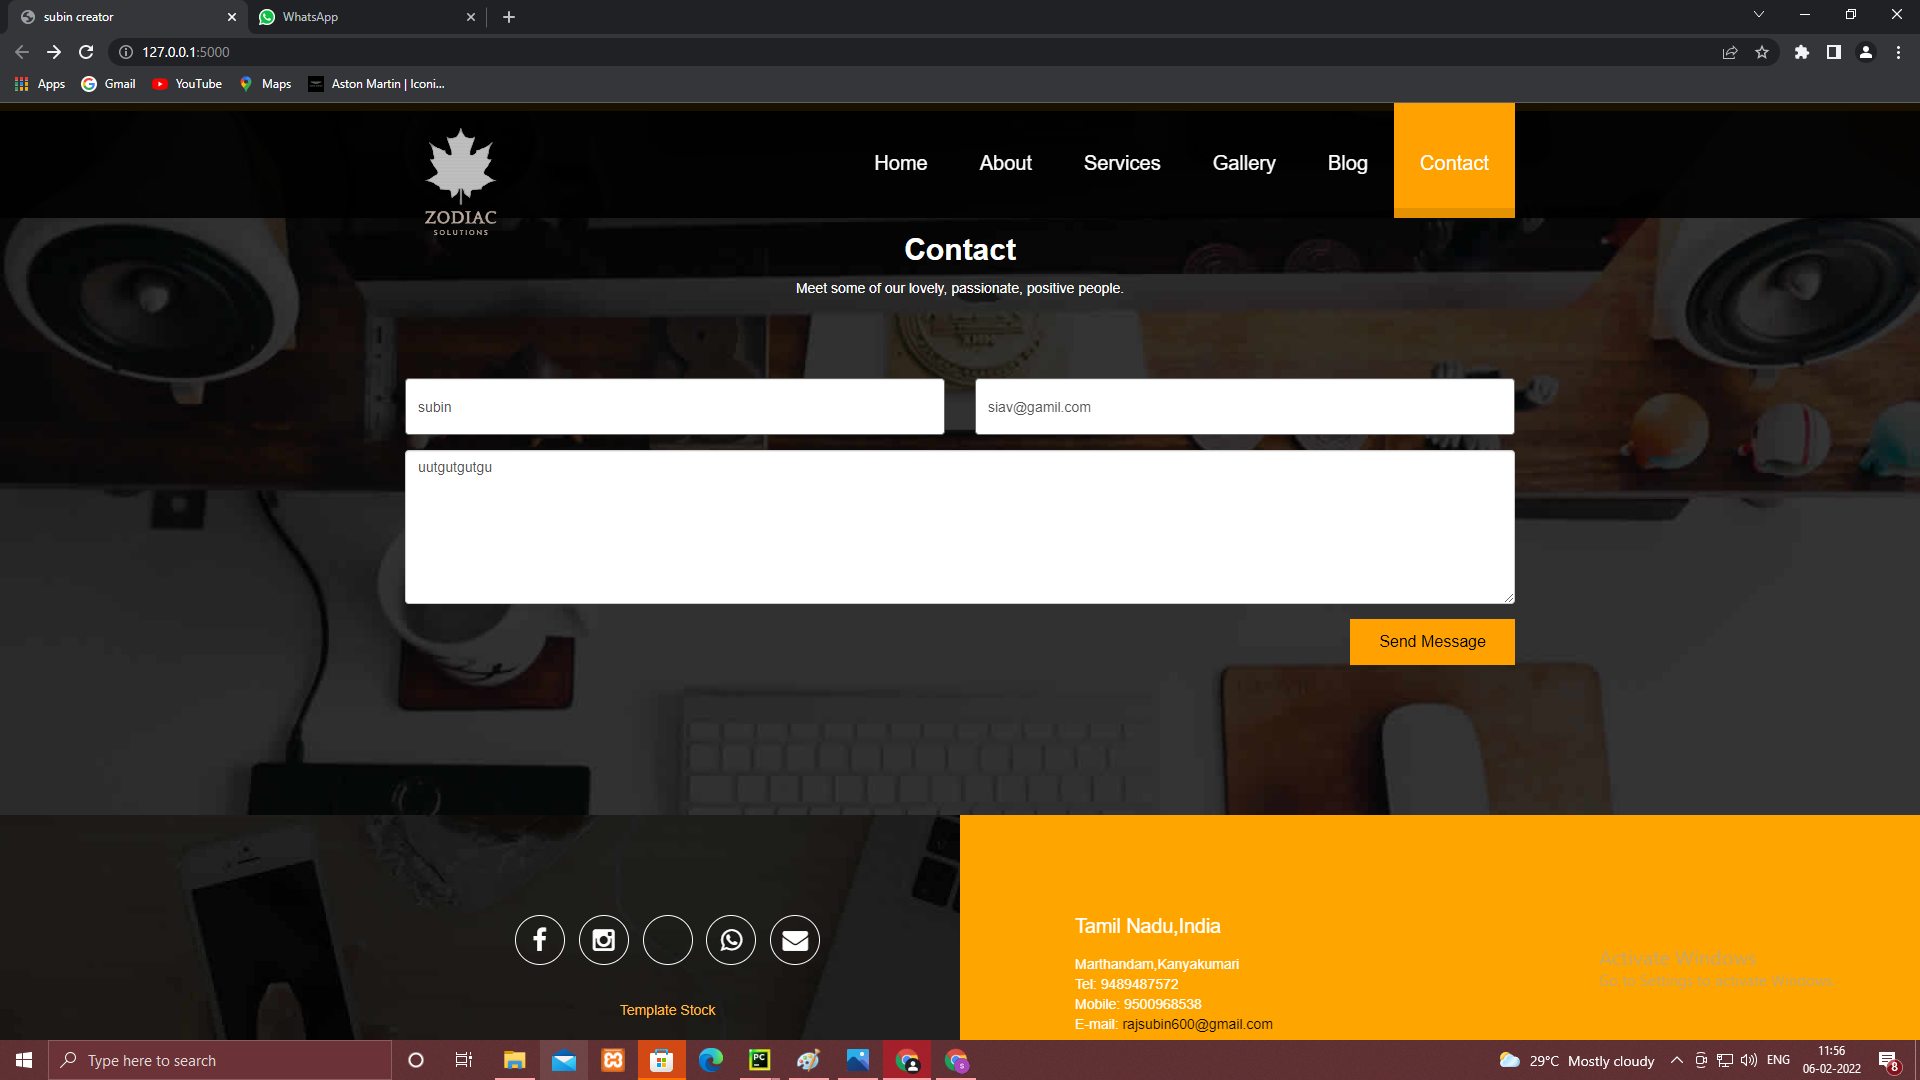 subin creator
WhatsApp
127.0.0.1:5000
Apps
Gmail
YouTube
Maps
Aston Martin | Iconi...
ZODIAC
SOLUTIONS
Home
About
Services
Gallery
Blog
Contact
Contact
Meet some of our lovely, passionate, positive people.
subin
siav@gamil.com
uutgutgutgu
Send Message
Template Stock
Tamil Nadu,India
Marthandam,Kanyakumari
Tel: 9489487572
Mobile: 9500968538
E-mail: rajsubin600@gmail.com
Activate Windows
Go to Settings to activate Windows.
Type here to search
PC
29°C Mostly cloudy
ENG
11:56
06-02-2022
8